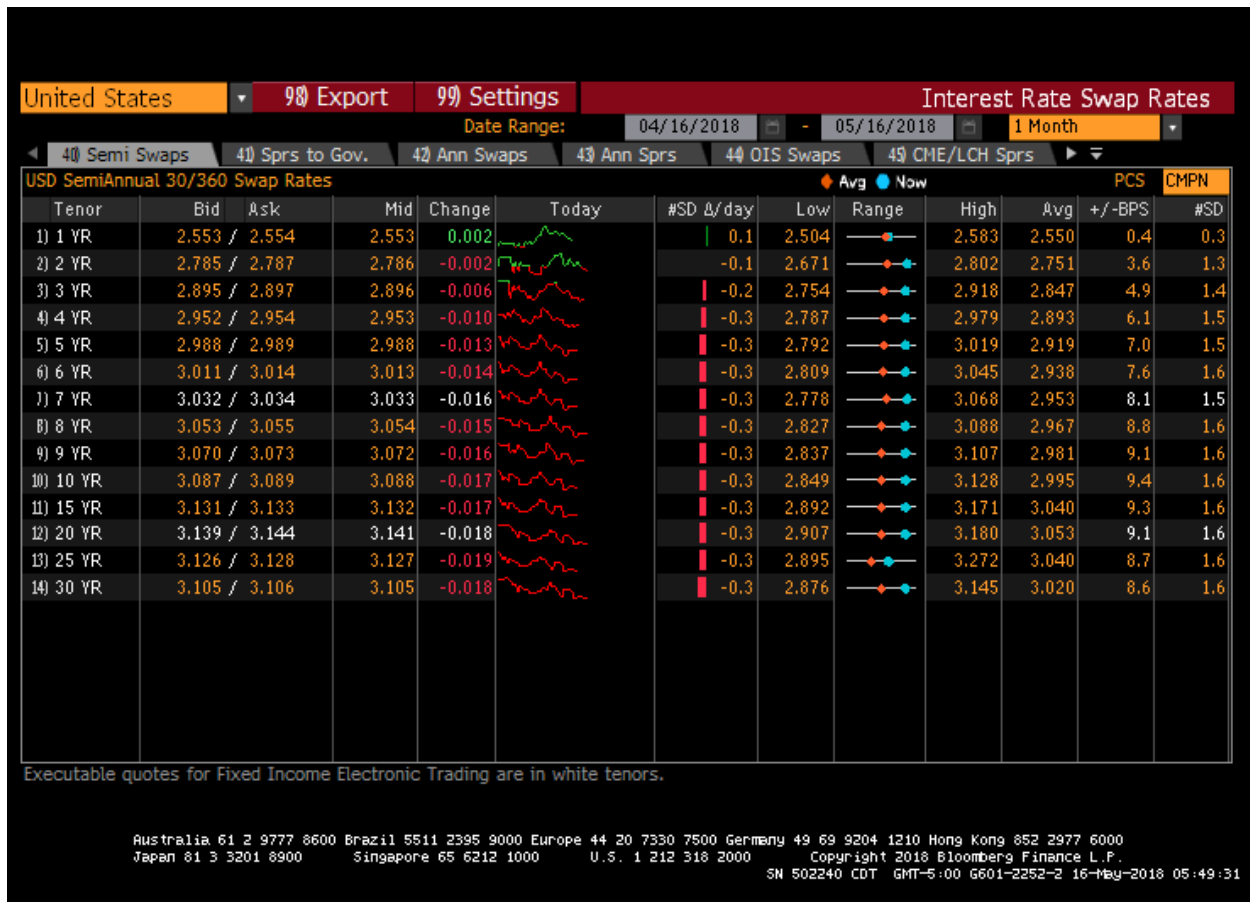 United States 98) Export 99) Settings Interest Rate Swap Rates
Date Range: 04/16/2018 - 05/16/2018 1 Month
40) Semi Swaps 41) Sprs to Gov. 42) Ann Swaps 43) Ann Sprs 44) OIS Swaps 45) CME/LCH Sprs
USD SemiAnnual 30/360 Swap Rates Avg Now PCS CMPN
Tenor Bid Ask Mid Change Today #SD Δ/day Low Range High Avg +/-BPS #SD
1) 1 YR 2.553 / 2.554 2.553 0.002 0.1 2.504 2.583 2.550 0.4 0.3
2) 2 YR 2.785 / 2.787 2.786 -0.002 -0.1 2.671 2.802 2.751 3.6 1.3
3) 3 YR 2.895 / 2.897 2.896 -0.006 -0.2 2.754 2.918 2.847 4.9 1.4
4) 4 YR 2.952 / 2.954 2.953 -0.010 -0.3 2.787 2.979 2.893 6.1 1.5
5) 5 YR 2.988 / 2.989 2.988 -0.013 -0.3 2.792 3.019 2.919 7.0 1.5
6) 6 YR 3.011 / 3.014 3.013 -0.014 -0.3 2.809 3.045 2.938 7.6 1.6
7) 7 YR 3.032 / 3.034 3.033 -0.016 -0.3 2.778 3.068 2.953 8.1 1.5
8) 8 YR 3.053 / 3.055 3.054 -0.015 -0.3 2.827 3.088 2.967 8.8 1.6
9) 9 YR 3.070 / 3.073 3.072 -0.016 -0.3 2.837 3.107 2.981 9.1 1.6
10) 10 YR 3.087 / 3.089 3.088 -0.017 -0.3 2.849 3.128 2.995 9.4 1.6
11) 15 YR 3.131 / 3.133 3.132 -0.017 -0.3 2.892 3.171 3.040 9.3 1.6
12) 20 YR 3.139 / 3.144 3.141 -0.018 -0.3 2.907 3.180 3.053 9.1 1.6
13) 25 YR 3.126 / 3.128 3.127 -0.019 -0.3 2.895 3.272 3.040 8.7 1.6
14) 30 YR 3.105 / 3.106 3.105 -0.018 -0.3 2.876 3.145 3.020 8.6 1.6
Executable quotes for Fixed Income Electronic Trading are in white tenors.
Australia 61 2 9777 8600 Brazil 5511 2395 9000 Europe 44 20 7330 7500 Germany 49 69 9204 1210 Hong Kong 852 2977 6000
Japan 81 3 3201 8900 Singapore 65 6212 1000 U.S. 1 212 318 2000 Copyright 2018 Bloomberg Finance L.P.
SN 502240 CDT GMT-5:00 G601-2252-2 16-May-2018 05:49:31